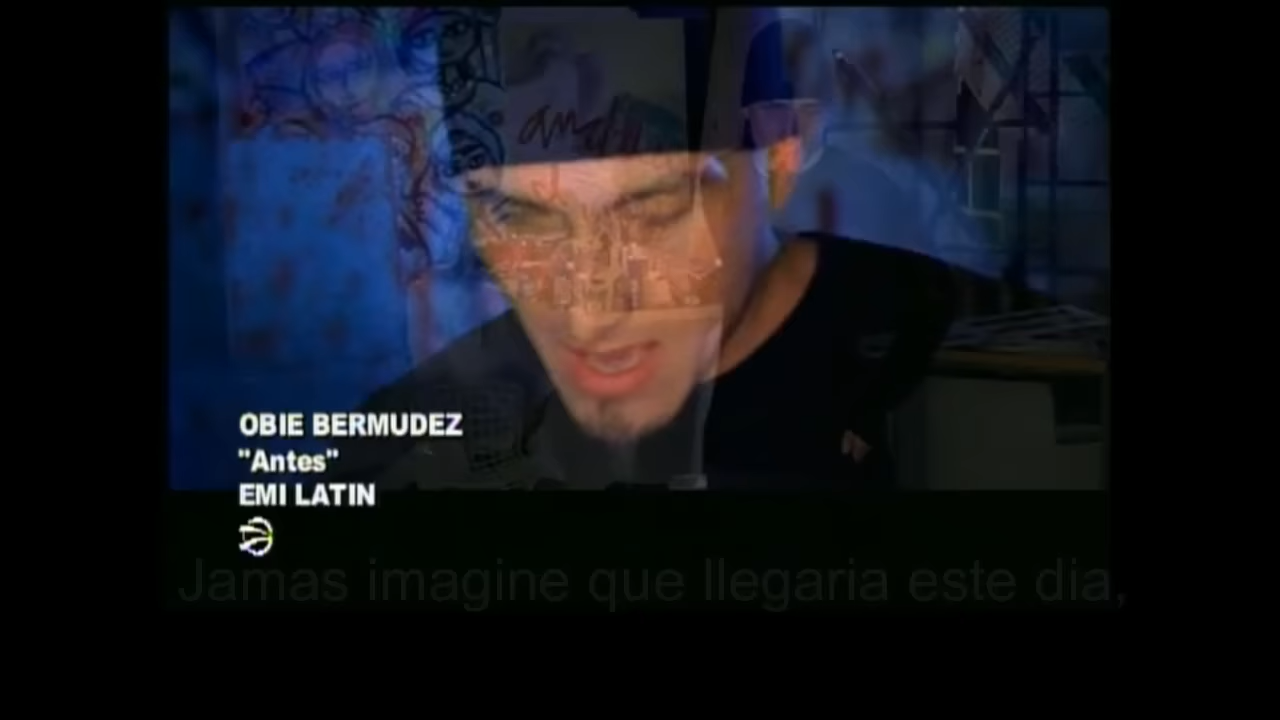 OBIE BERMUDEZ
"Antes"
EMI LATIN
Jamas imagine que llegaria este dia,